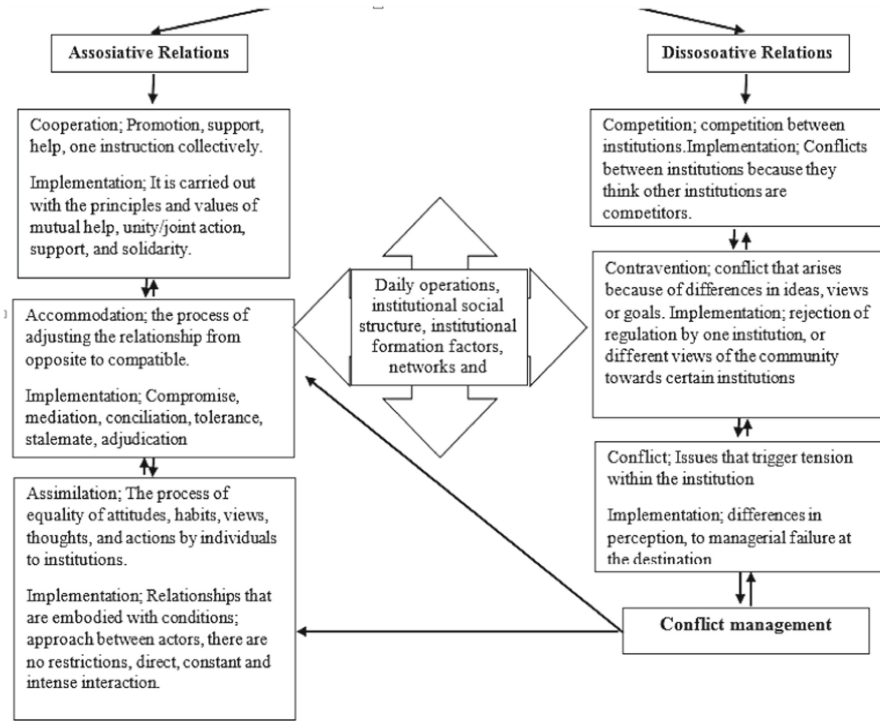 Assosiative Relations
Cooperation; Promotion, support,
help, one instruction collectively.
Implementation; It is carried out
with the principles and values of
mutual help, unity/joint action,
support, and solidarity.
Accommodation; the process of
adjusting the relationship from
opposite to compatible.
Implementation; Compromise,
mediation, conciliation, tolerance,
stalemate, adjudication
Assimilation; The process of
equality of attitudes, habits, views,
thoughts, and actions by individuals
to institutions.
Implementation; Relationships that
are embodied with conditions;
approach between actors, there are
no restrictions, direct, constant and
intense interaction.
Daily operations,
institutional social
structure, institutional
formation factors,
networks and
Dissosoative Relations
Competition; competition between
institutions.Implementation; Conflicts
between institutions because they
think other institutions are
competitors.
Contravention; conflict that arises
because of differences in ideas, views
or goals. Implementation; rejection of
regulation by one institution, or
different views of the community
towards certain institutions
Conflict; Issues that trigger tension
within the institution
Implementation; differences in
perception, to managerial failure at
the destination
Conflict management